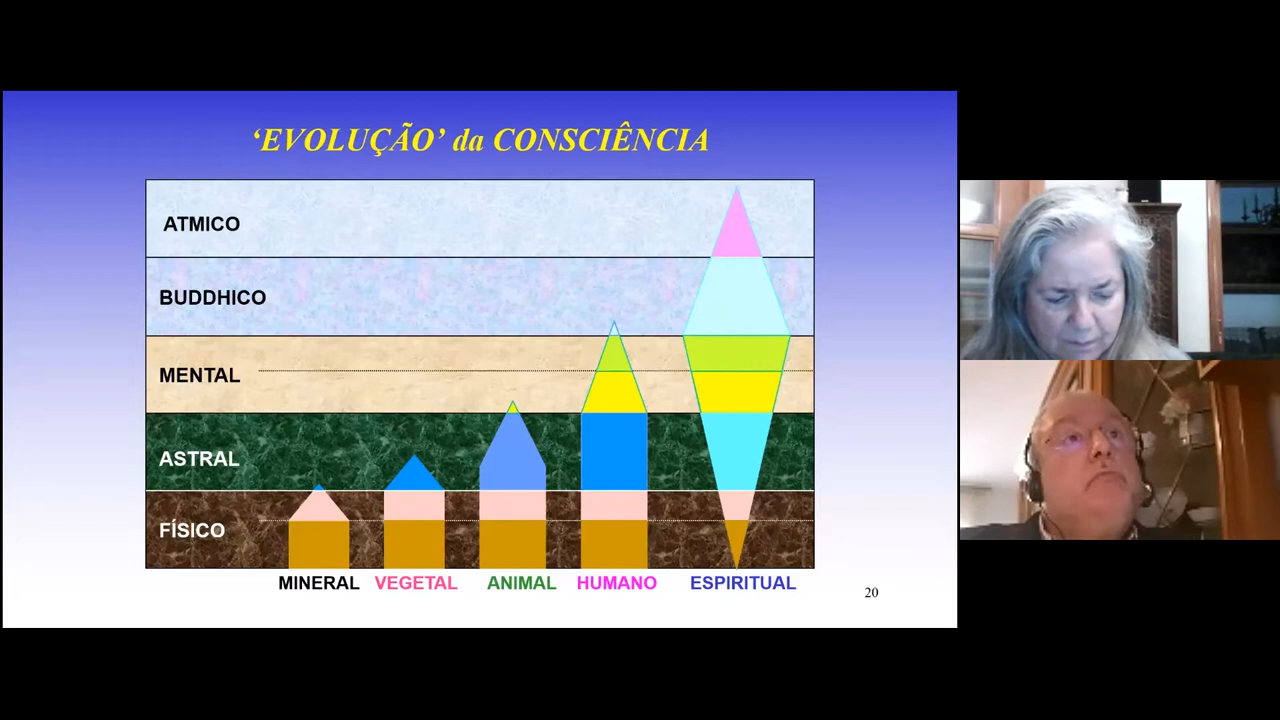 ‘EVOLUÇÃO’ da CONSCIÊNCIA
ATMICO
BUDDHICO
MENTAL
ASTRAL
FÍSICO
MINERAL VEGETAL ANIMAL HUMANO ESPIRITUAL
20